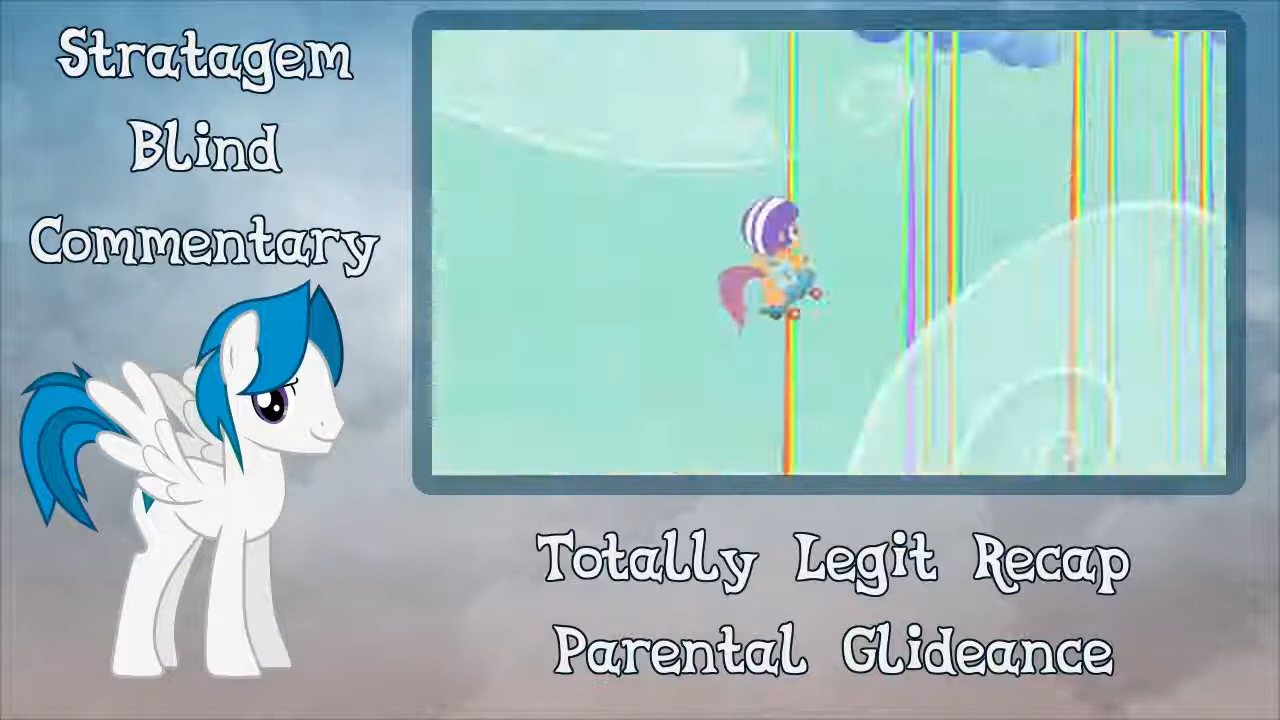 Stratagem
Blind
Commentary
Totally Legit Recap
Parental Glideance